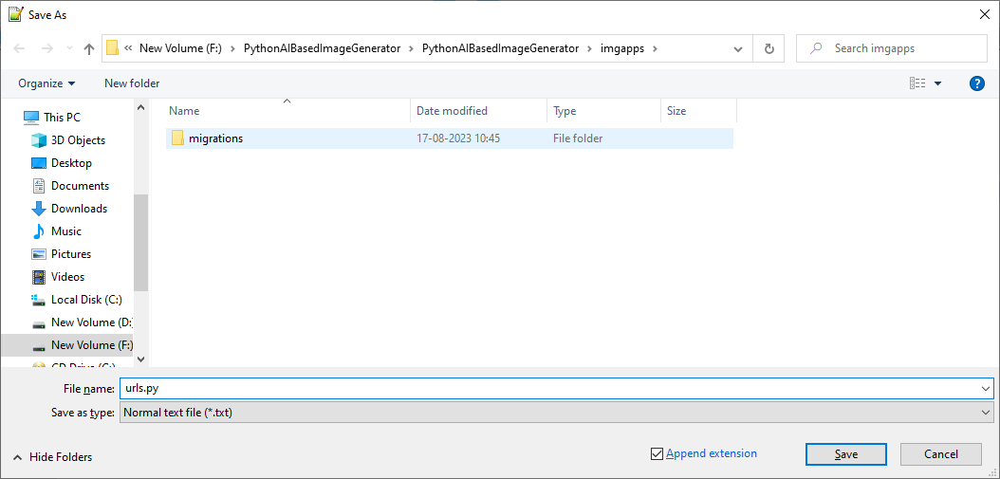 Save As
« New Volume (F:) › PythonAIBasedImageGenerator › PythonAIBasedImageGenerator › imgapps ›
Search imgapps
Organize
New folder
Name Date modified Type Size
migrations 17-08-2023 10:45 File folder
This PC
3D Objects
Desktop
Documents
Downloads
Music
Pictures
Videos
Local Disk (C:)
New Volume (D:
New Volume (F:)
CD Drive (G:)
File name: urls.py
Save as type: Normal text file (*.txt)
Hide Folders
Append extension
Save
Cancel